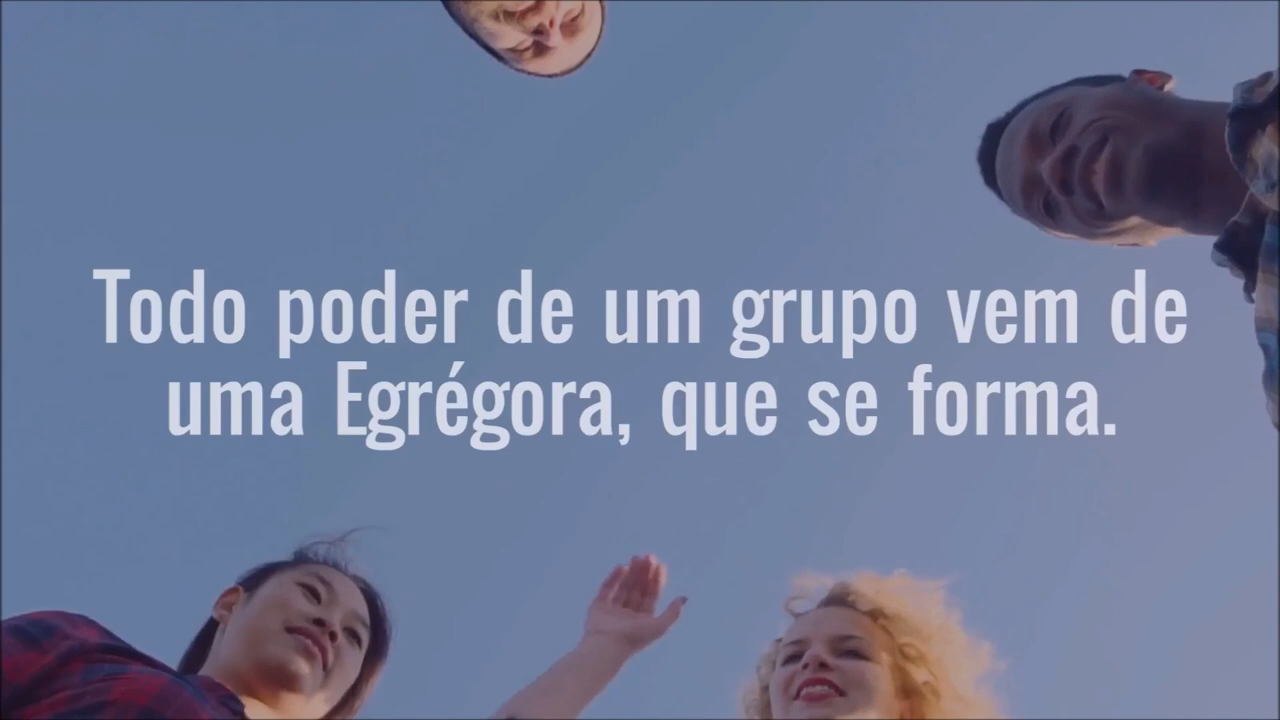 Todo poder de um grupo vem de
uma Egrégora, que se forma.